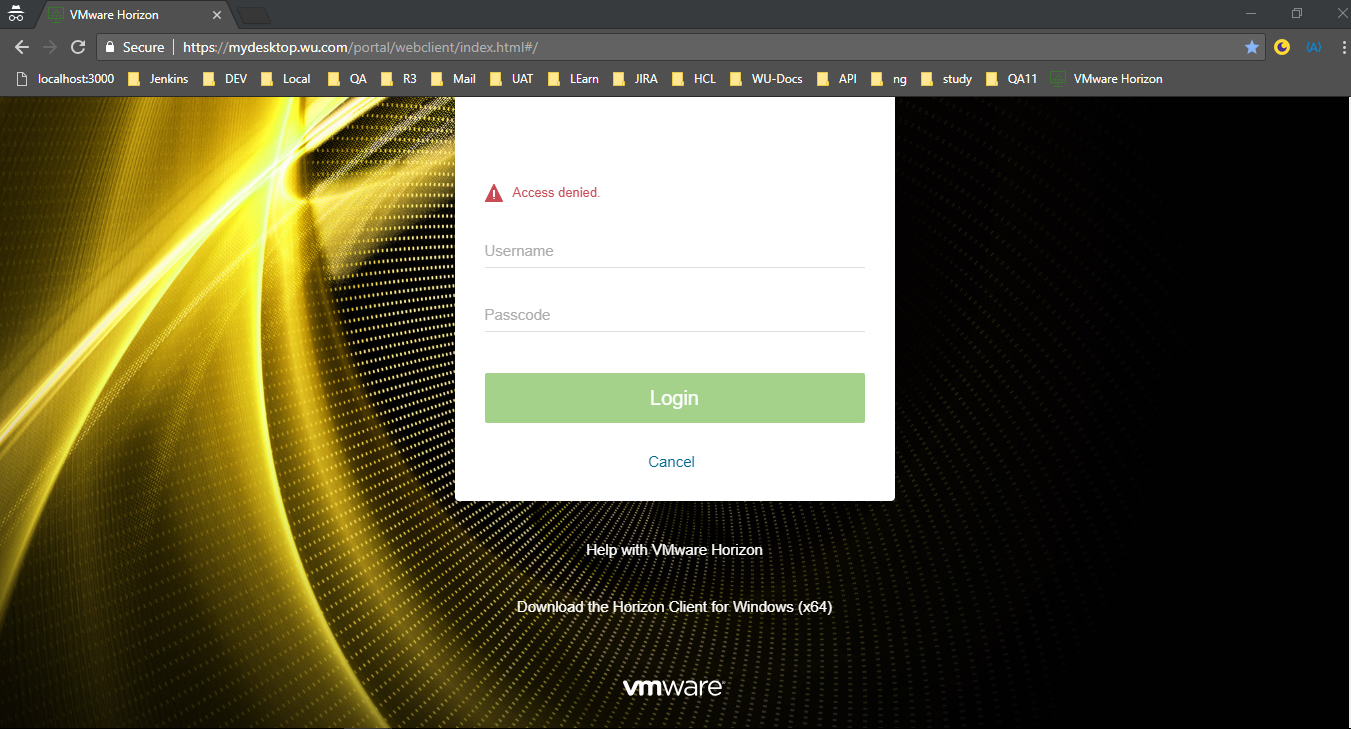 VMware Horizon
Secure https://mydesktop.wu.com/portal/webclient/index.html#/ (A)
localhost:3000 Jenkins DEV Local QA R3 Mail UAT LEarn JIRA HCL WU-Docs API ng study QA11 VMware Horizon
Access denied.
Username
Passcode
Login
Cancel
Help with VMware Horizon
Download the Horizon Client for Windows (x64)
vmware